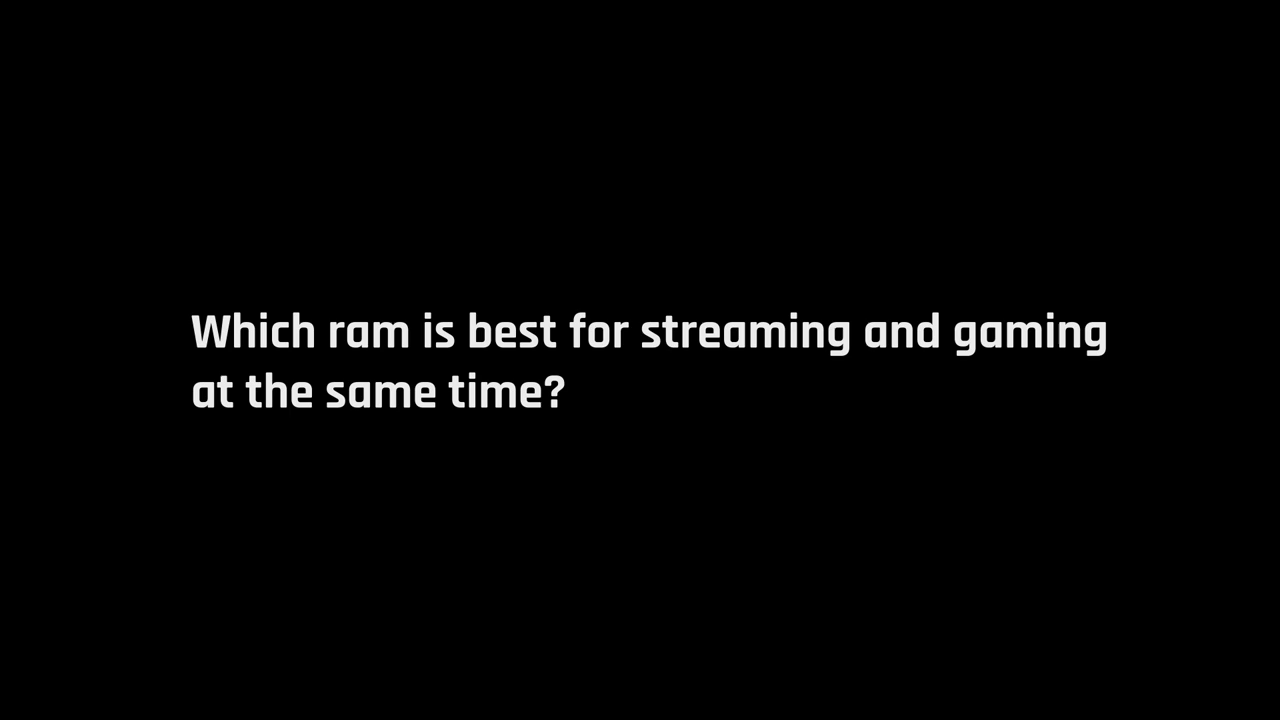 Which ram is best for streaming and gaming
at the same time?